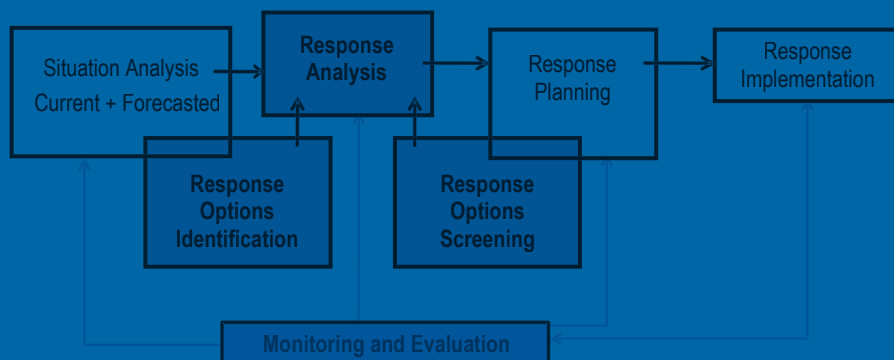 Situation Analysis
Current + Forecasted
Response
Analysis
Response
Planning
Response
Implementation
Response
Options
Identification
Response
Options
Screening
Monitoring and Evaluation